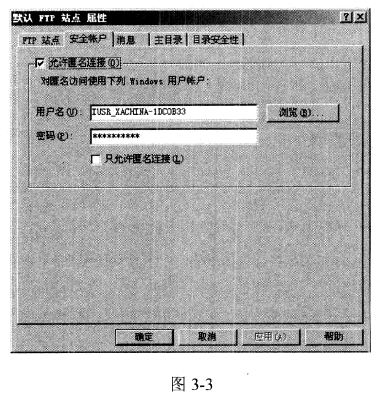 默认 FTP 站点 属性
FTP 站点 安全帐户 消息 主目录 目录安全性
允许匿名连接(O)
对匿名访问使用下列 Windows 用户帐户:
用户名(U): IUSR_XACHINA-1DCOB33 浏览(B)...
密码(P): **********
只允许匿名连接(L)
确定 取消 应用(A) 帮助
图 3-3